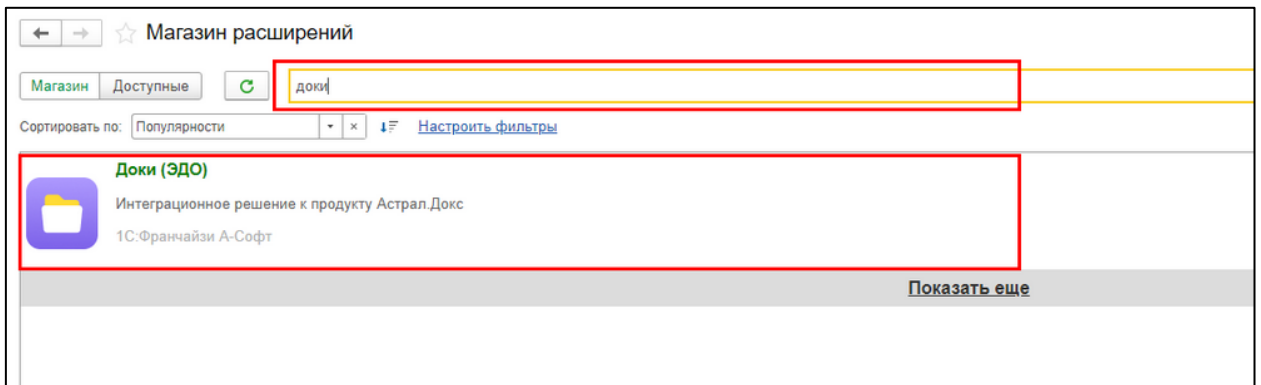 Магазин расширений
Магазин Доступные доки
Сортировать по: Популярности Настроить фильтры
Доки (ЭДО)
Интеграционное решение к продукту Астрал.Докс
1С:Франчайзи А-Софт
Показать еще